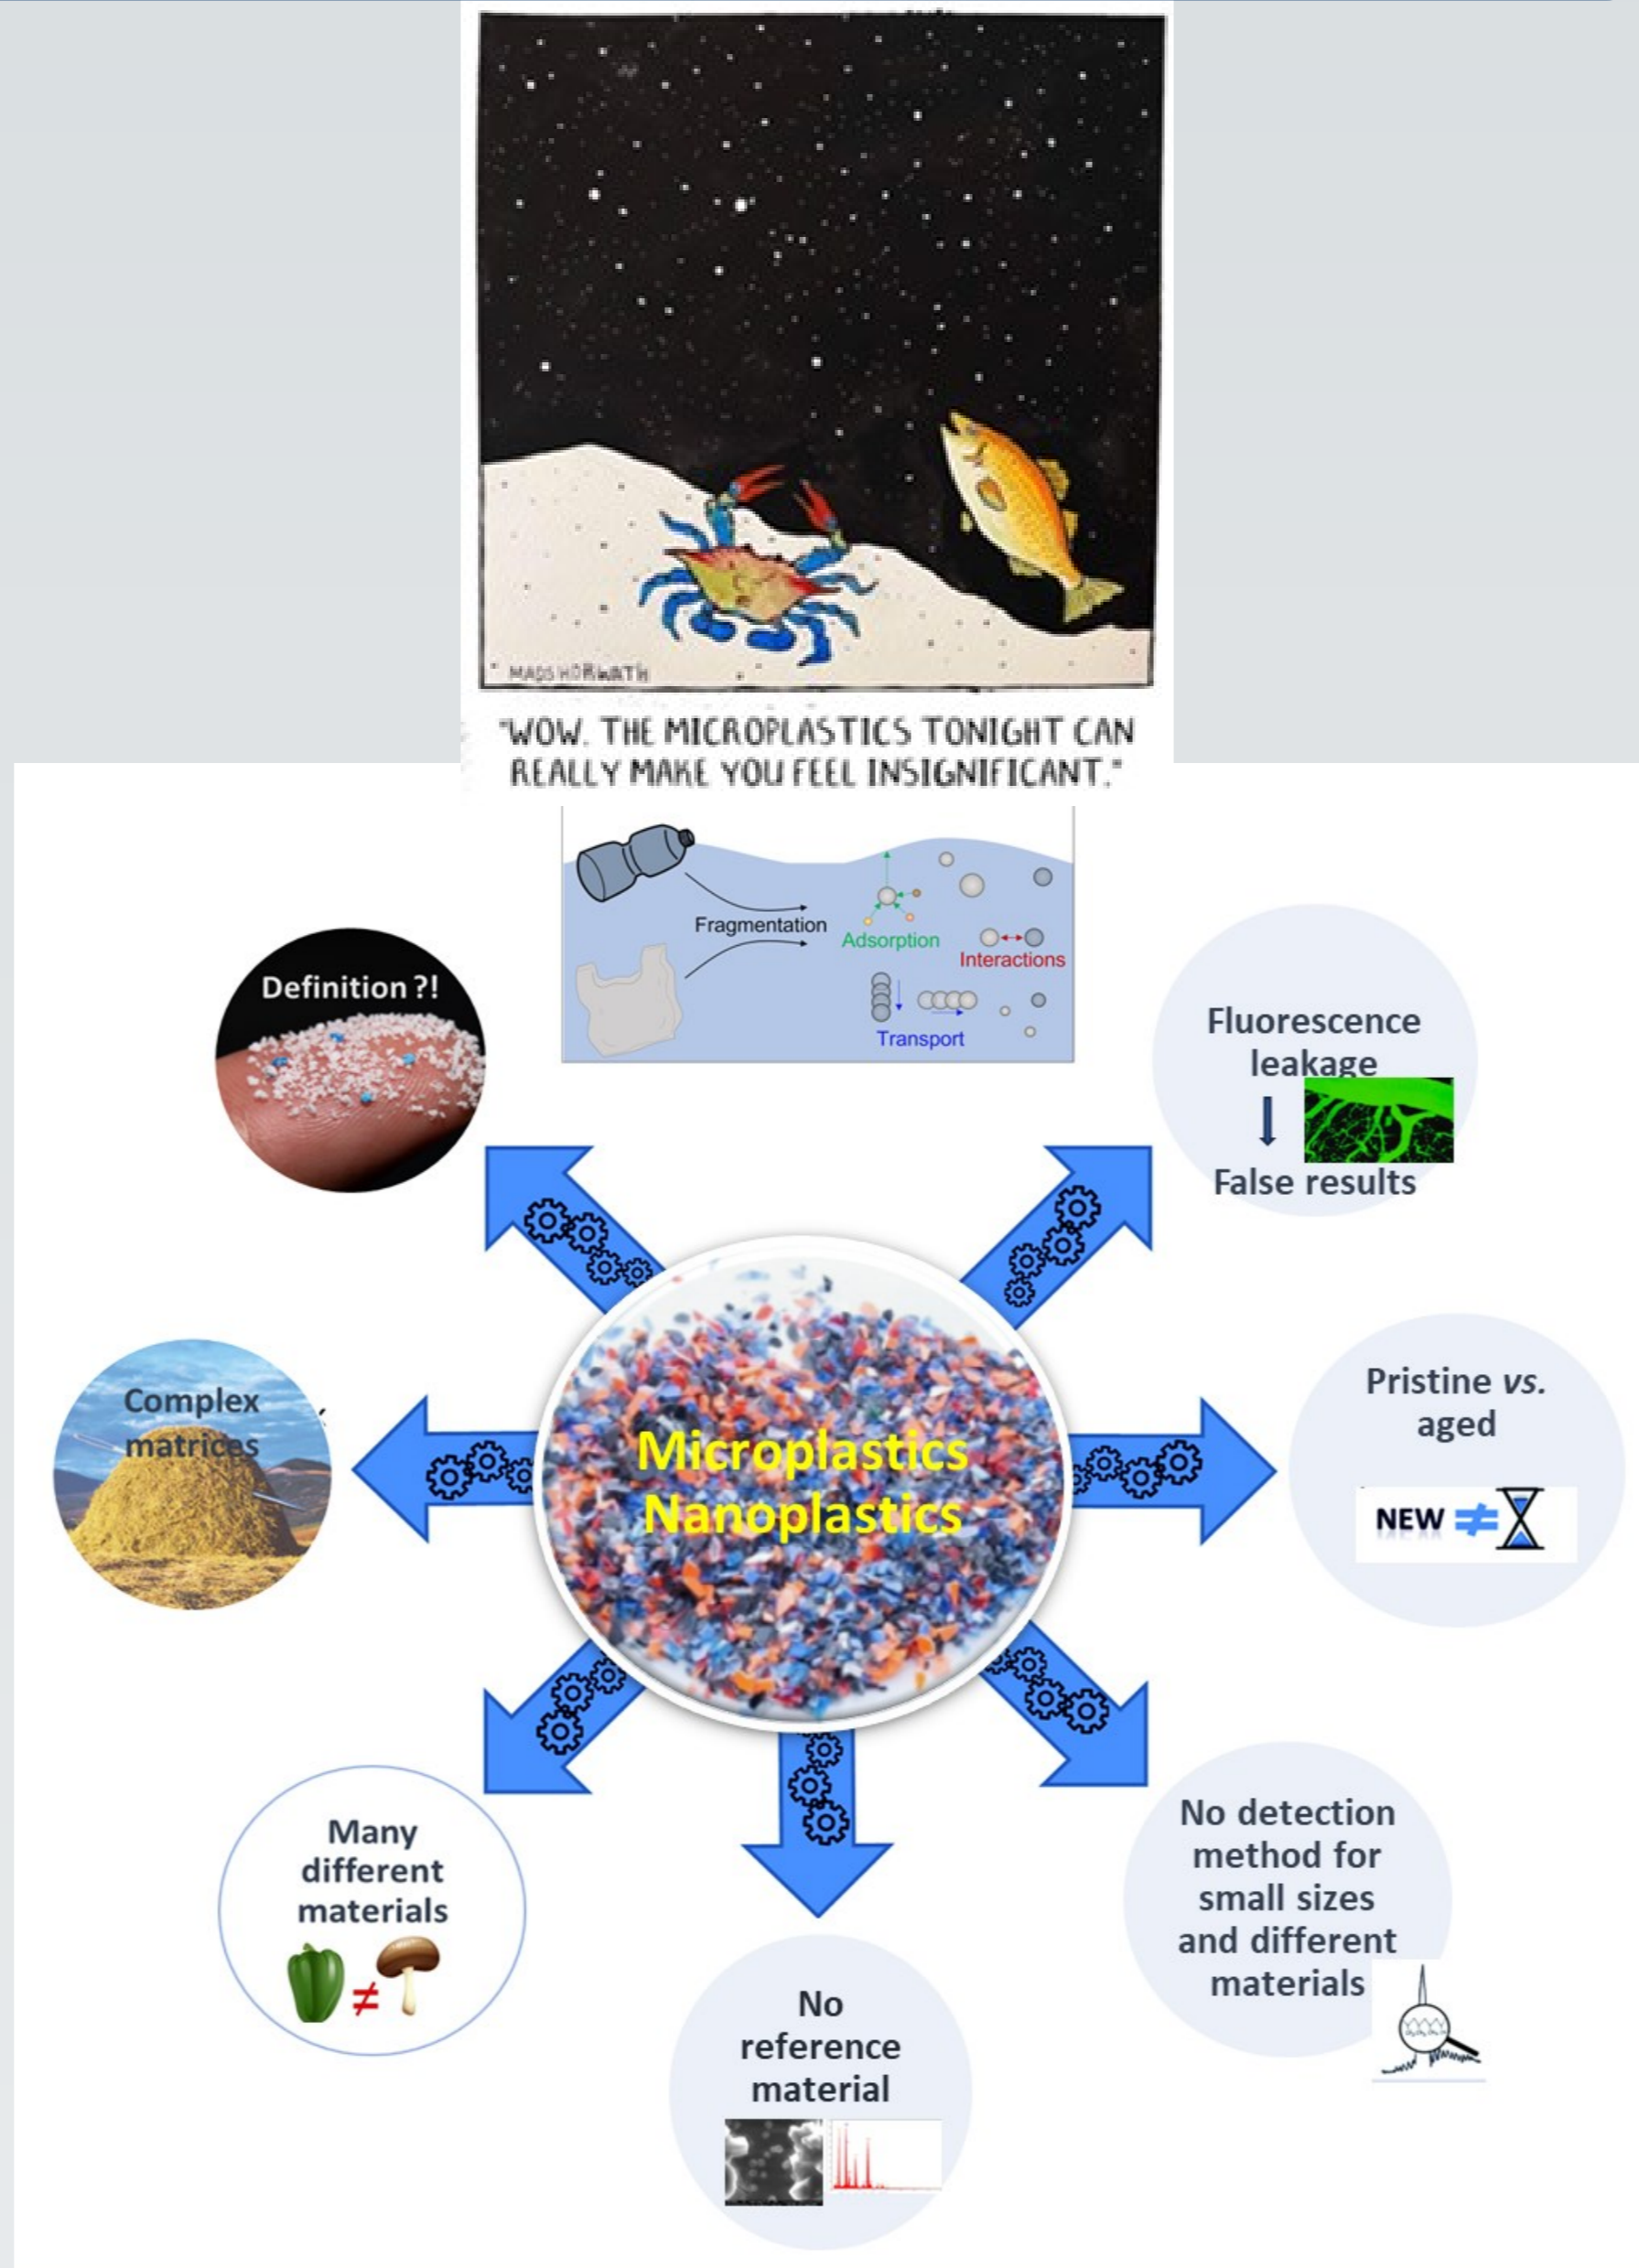 MADS HORWATH
"WOW. THE MICROPLASTICS TONIGHT CAN
REALLY MAKE YOU FEEL INSIGNIFICANT."
Fragmentation
Adsorption
Interactions
Transport
Definition ?!
Fluorescence
leakage
False results
Complex
matrices
Microplastics
Nanoplastics
Pristine vs.
aged
NEW ≠
Many
different
materials
≠
No
reference
material
No detection
method for
small sizes
and different
materials